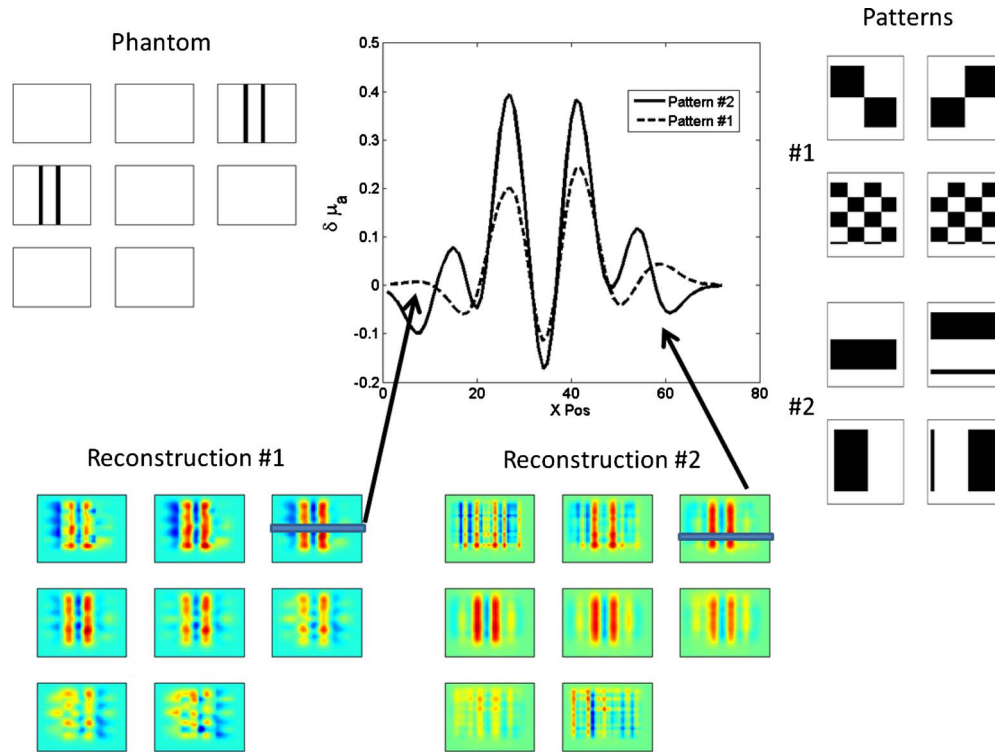 Phantom
Patterns
0.5
0.4
0.3
0.2
0.1
0
-0.1
-0.2
δ μa
Pattern #2
Pattern #1
0
20
40
60
80
X Pos
#1
#2
Reconstruction #1
Reconstruction #2